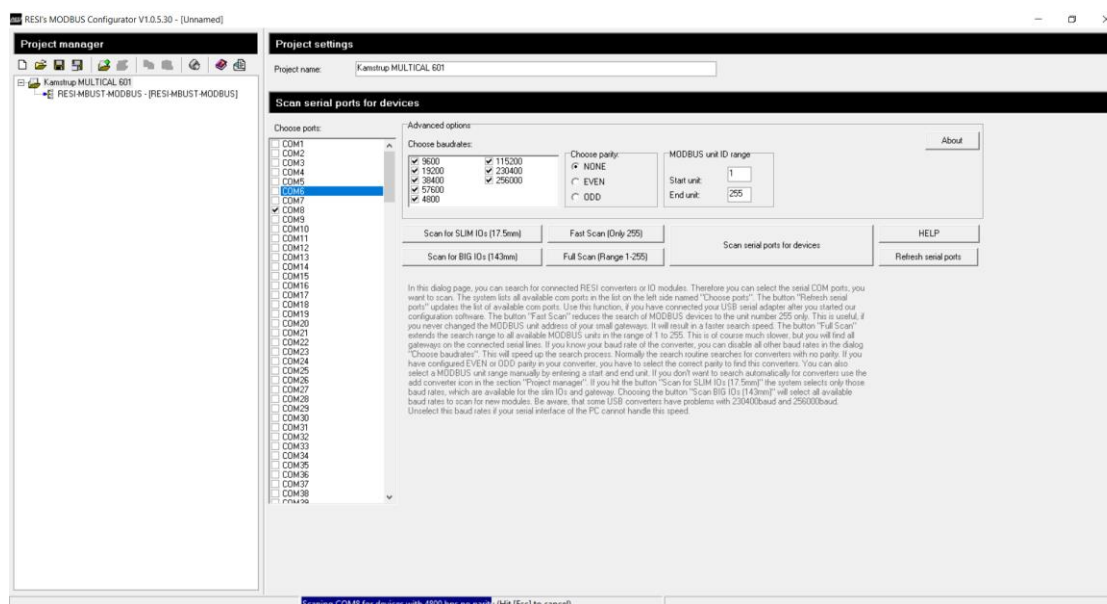 RESI's MODBUS Configurator V1.0.5.30 - [Unnamed]
Project manager
Kamstrup MULTICAL 601
RESI-MBUST-MODBUS - [RESI-MBUST-MODBUS]
Project settings
Project name:
Kamstrup MULTICAL 601
Scan serial ports for devices
Choose ports:
COM1
COM2
COM3
COM4
COM5
COM6
COM7
COM8
COM9
COM10
COM11
COM12
COM13
COM14
COM15
COM16
COM17
COM18
COM19
COM20
COM21
COM22
COM23
COM24
COM25
COM26
COM27
COM28
COM29
COM30
COM31
COM32
COM33
COM34
COM35
COM36
COM37
COM38
COM39
Advanced options
Choose baudrates:
9600
19200
38400
57600
4800
115200
230400
256000
Choose parity:
NONE
EVEN
ODD
MODBUS unit ID range
Start unit: 1
End unit: 255
About
Scan for SLIM IOs (17.5mm)
Fast Scan (Only 255)
Scan serial ports for devices
HELP
Scan for BIG IOs (143mm)
Full Scan (Range 1-255)
Refresh serial ports
In this dialog page, you can search for connected RESI converters or IO modules. Therefore you can select the serial COM ports, you
want to scan. The system lists all available com ports in the list on the left side named "Choose ports". The button "Refresh serial
ports" updates the list of available com ports. Use this function, if you have connected your USB serial adapter after you started our
configuration software. The button "Fast Scan" reduces the search of MODBUS devices to the unit number 255 only. This is useful, if
you never changed the MODBUS unit address of your small gateways. It will result in a faster search speed. The button "Full Scan"
extends the search range to all available MODBUS units in the range of 1 to 255. This is of course much slower, but you will find all
gateways on the connected serial lines. If you know your baud rate of the converter, you can disable all other baud rates in the dialog
"Choose baudrates". This will speed up the search process. Normally the search routine searches for converters with no parity. If you
have configured EVEN or ODD parity in your converter, you have to select the correct parity to find this converters. You can also
select a MODBUS unit range manually by entering a start and end unit. If you don't want to search automatically for converters use the
add converter icon in the section "Project manager". If you hit the button "Scan for SLIM IOs (17.5mm)" the system selects only those
baud rates, which are available for the slim IOs and gateway. Choosing the button "Scan BIG IOs (143mm)" will select all available
baud rates to scan for new modules. Be aware, that some USB converters have problems with 230400baud and 256000baud.
Unselect this baud rates if your serial interface of the PC cannot handle this speed.
Scaning COM8 for devices with 4800 bps no parity (Hit [Esc] to cancel)